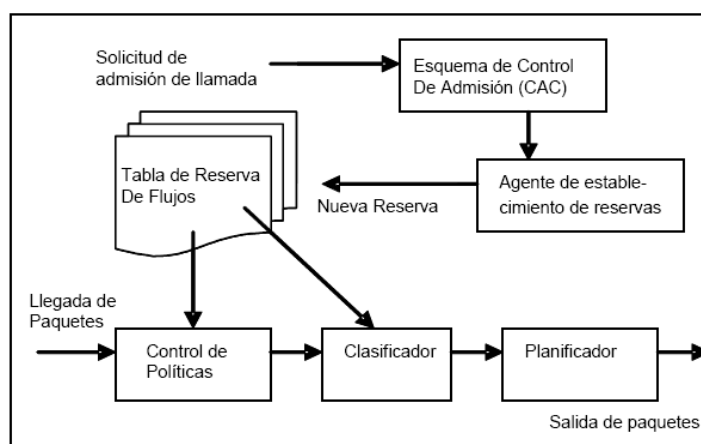 Solicitud de
admisión de llamada
Esquema de Control
De Admisión (CAC)
Tabla de Reserva
De Flujos
Nueva Reserva
Agente de estable-
cimiento de reservas
Llegada de
Paquetes
Control de
Políticas
Clasificador
Planificador
Salida de paquetes